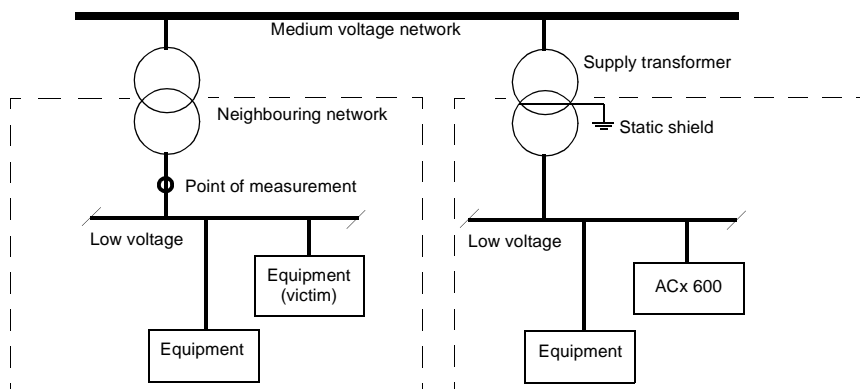 Medium voltage network
Supply transformer
Neighbouring network
Static shield
Point of measurement
Low voltage
Low voltage
Equipment
(victim)
ACx 600
Equipment
Equipment